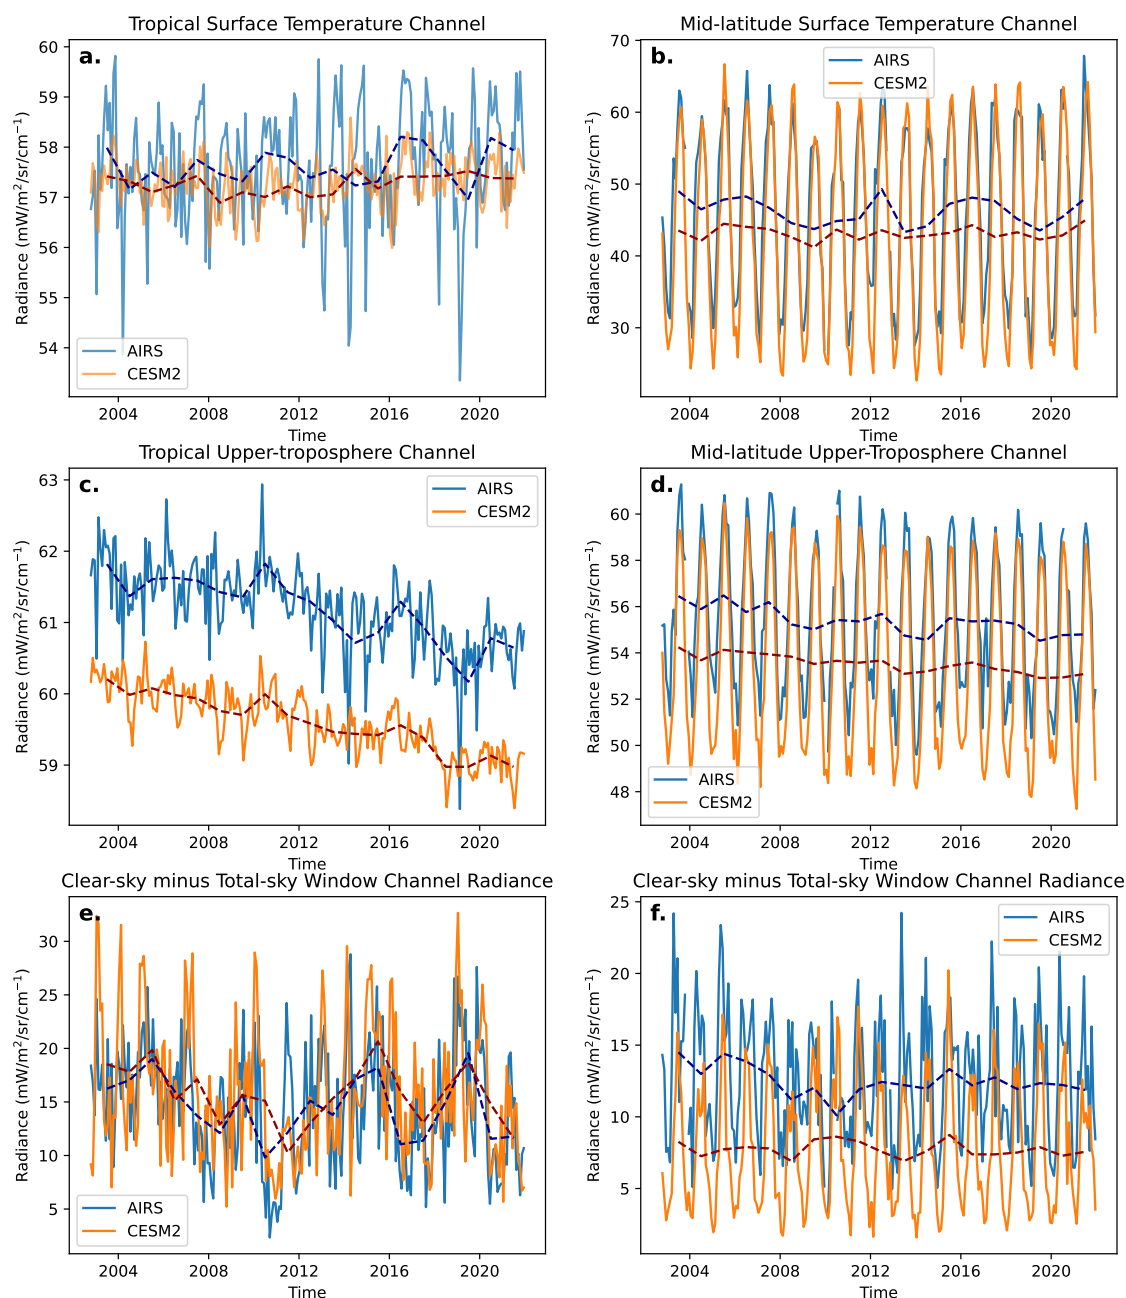 Tropical Surface Temperature Channel
a.
Radiance (mW/m²/sr/cm⁻¹)
60
59
58
57
56
55
54
AIRS
CESM2
2004 2008 2012 2016 2020
Time
Mid-latitude Surface Temperature Channel
b.
Radiance (mW/m²/sr/cm⁻¹)
70
60
50
40
30
AIRS
CESM2
2004 2008 2012 2016 2020
Time
Tropical Upper-troposphere Channel
c.
Radiance (mW/m²/sr/cm⁻¹)
63
62
61
60
59
AIRS
CESM2
2004 2008 2012 2016 2020
Time
Mid-latitude Upper-Troposphere Channel
d.
Radiance (mW/m²/sr/cm⁻¹)
60
58
56
54
52
50
48
AIRS
CESM2
2004 2008 2012 2016 2020
Time
Clear-sky minus Total-sky Window Channel Radiance
e.
Radiance (mW/m²/sr/cm⁻¹)
30
25
20
15
10
5
AIRS
CESM2
2004 2008 2012 2016 2020
Time
Clear-sky minus Total-sky Window Channel Radiance
f.
Radiance (mW/m²/sr/cm⁻¹)
25
20
15
10
5
AIRS
CESM2
2004 2008 2012 2016 2020
Time